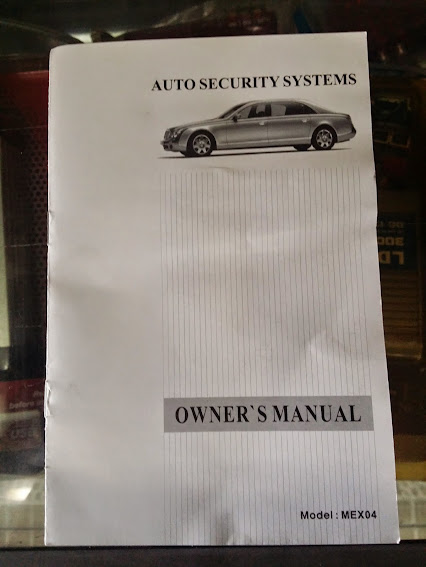 AUTO SECURITY SYSTEMS
OWNER`S MANUAL
Model : MEX04